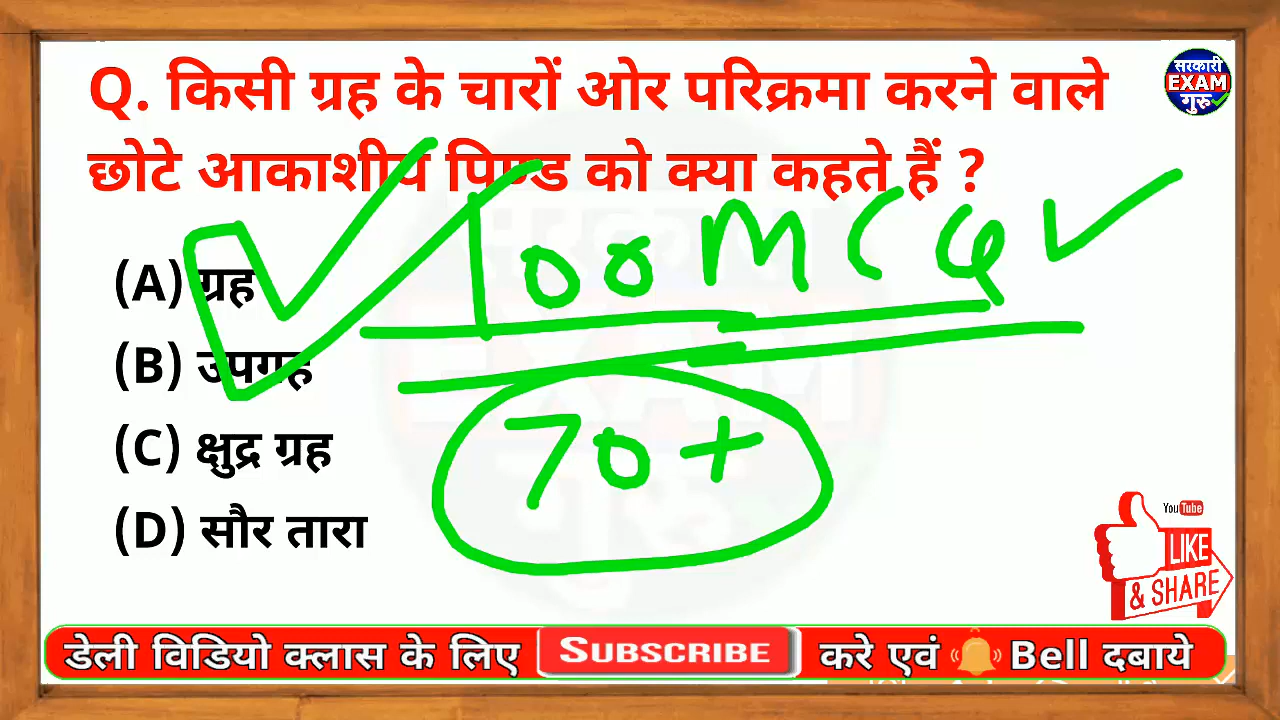 Q. किसी ग्रह के चारों ओर परिक्रमा करने वाले
छोटे आकाशीय पिण्ड को क्या कहते हैं ?
सरकारी
EXAM
गुरु
100 MCQ
(A) ग्रह
(B) उपग्रह
70+
(C) क्षुद्र ग्रह
(D) सौर तारा
YouTube
LIKE
& SHARE
डेली विडियो क्लास के लिए SUBSCRIBE करे एवं Bell दबाये